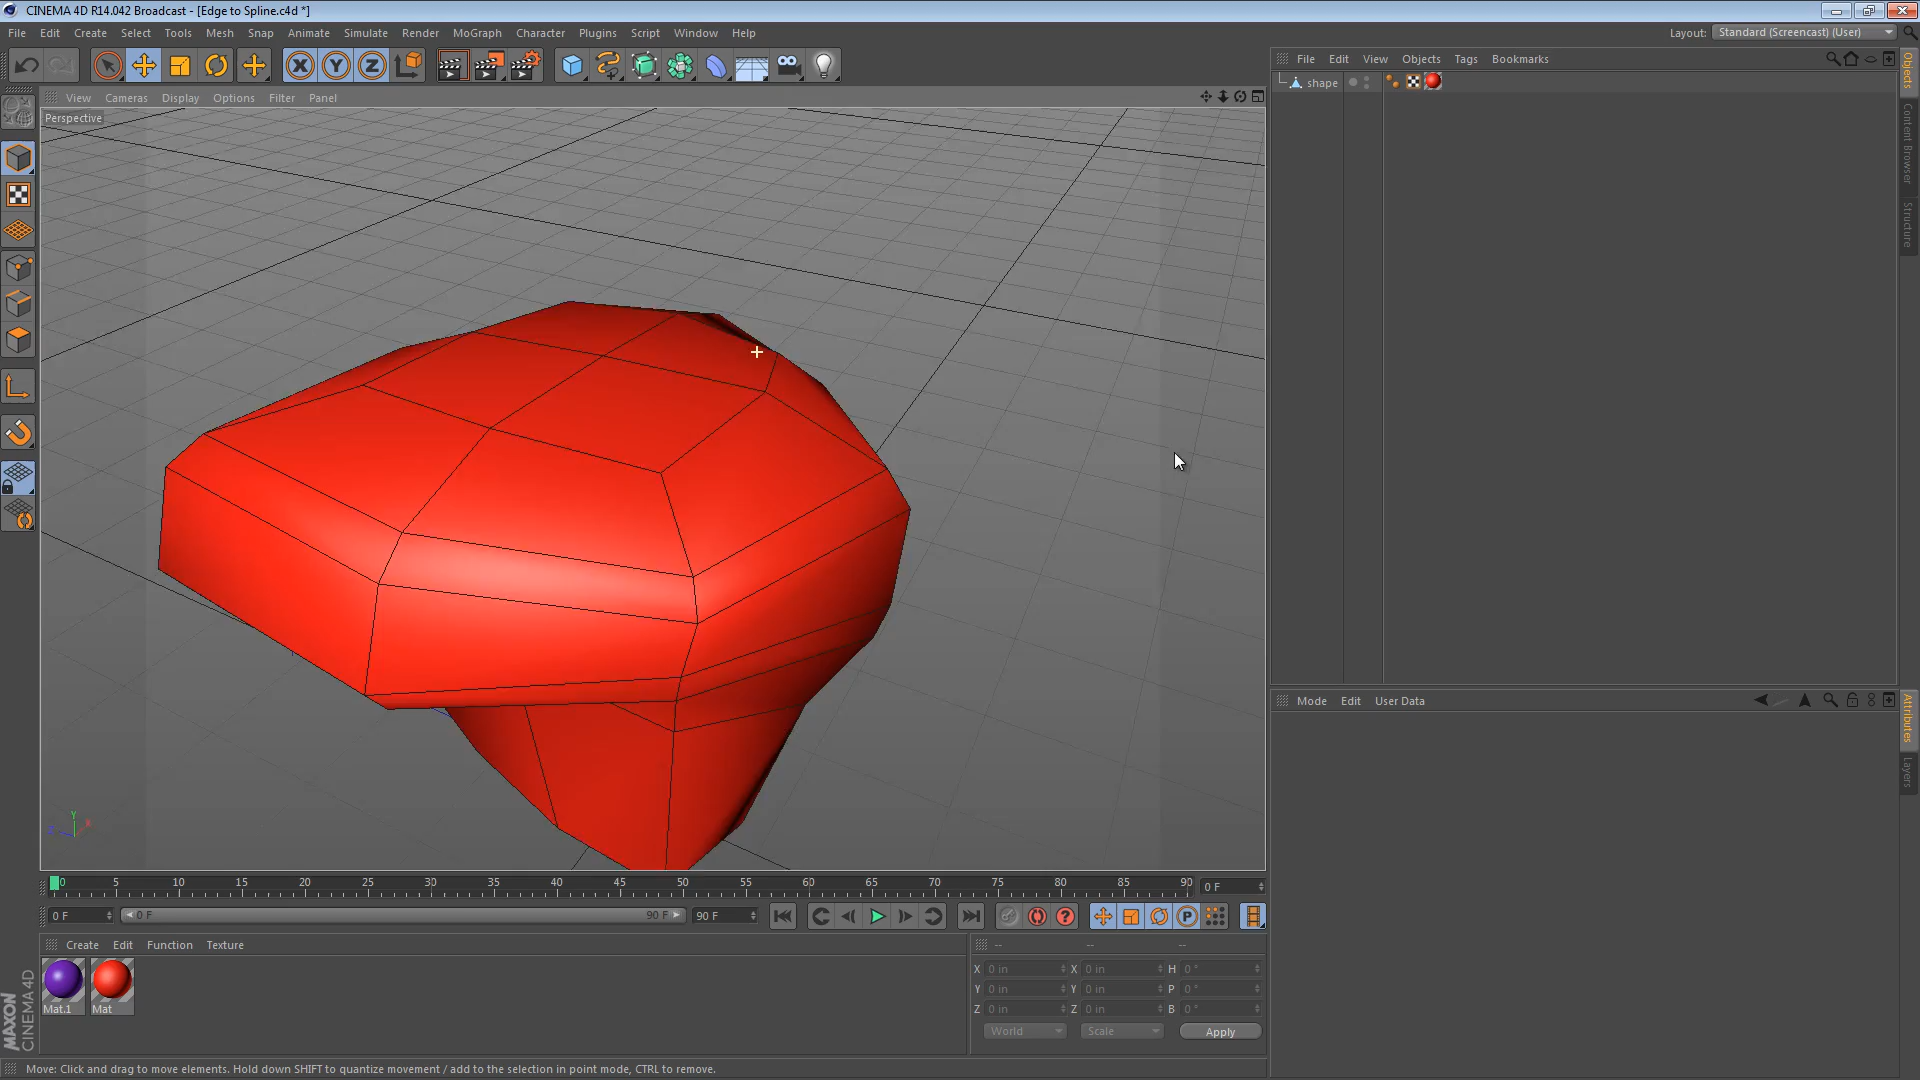 CINEMA 4D R14.042 Broadcast - [Edge to Spline.c4d *]
File Edit Create Select Tools Mesh Snap Animate Simulate Render MoGraph Character Plugins Script Window Help
Layout: Standard (Screencast) (User)
View Cameras Display Options Filter Panel
Perspective
File Edit View Objects Tags Bookmarks
shape
Objects
Content Browser
Structure
Mode Edit User Data
Attributes
Layers
Y
X
Z
0 5 10 15 20 25 30 35 40 45 50 55 60 65 70 75 80 85 90
0 F
0 F 0 F 90 F 90 F
Create Edit Function Texture
Mat.1 Mat
-- -- --
X 0 in X 0 in H 0 °
Y 0 in Y 0 in P 0 °
Z 0 in Z 0 in B 0 °
World Scale Apply
MAXON
CINEMA 4D
Move: Click and drag to move elements. Hold down SHIFT to quantize movement / add to the selection in point mode, CTRL to remove.